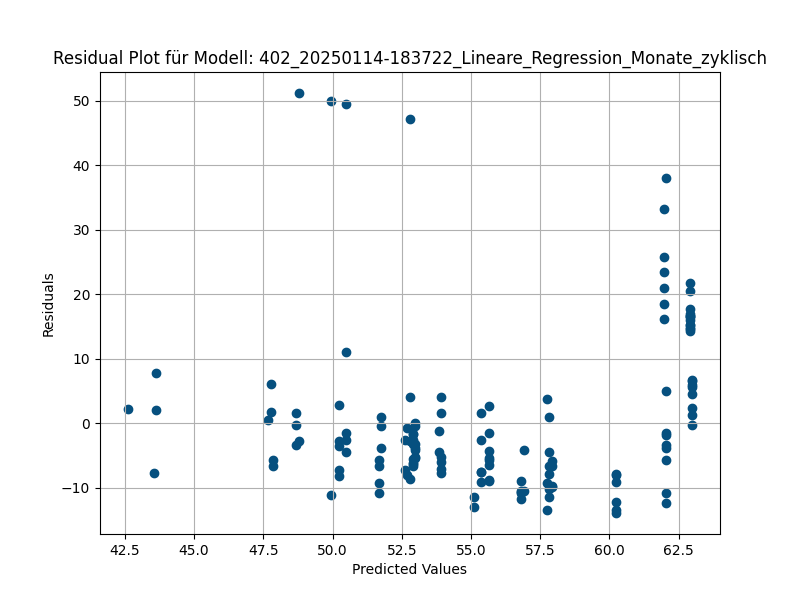 Residual Plot für Modell: 402_20250114-183722_Lineare_Regression_Monate_zyklisch
50
40
30
20
10
0
−10
Residuals
42.5 45.0 47.5 50.0 52.5 55.0 57.5 60.0 62.5
Predicted Values